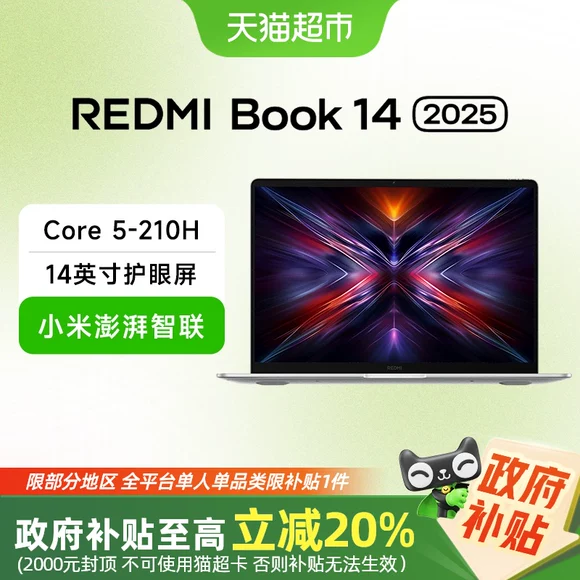 天猫超市
REDMI Book 14 2025
Core 5-210H
14英寸护眼屏
小米澎湃智联
REDMI
限部分地区 全平台单人单品类限补贴1件
政府补贴至高 立减20%
(2000元封顶 不可使用猫超卡 否则补贴无法生效)
政府
补贴